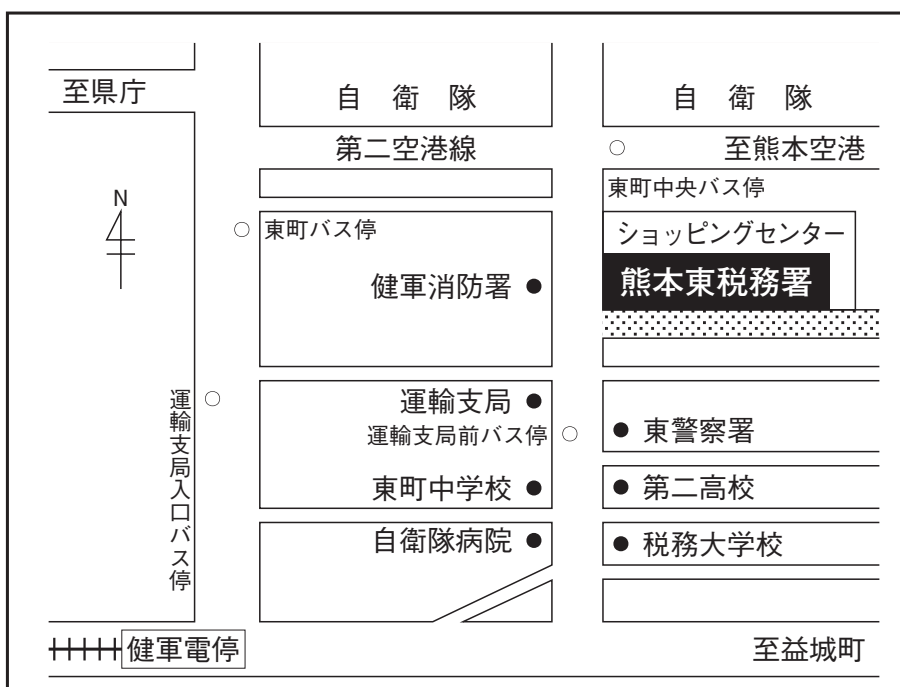 至県庁
自衛隊
自衛隊
第二空港線
至熊本空港
東町中央バス停
N
東町バス停
ショッピングセンター
健軍消防署
熊本東税務署
運輸支局入口バス停
運輸支局
運輸支局前バス停
東警察署
東町中学校
第二高校
自衛隊病院
税務大学校
健軍電停
至益城町